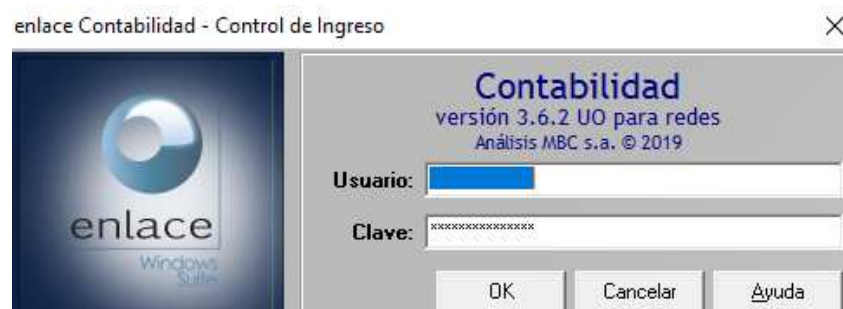 enlace Contabilidad - Control de Ingreso
Contabilidad
versión 3.6.2 UO para redes
Análisis MBC s.a. © 2019
Usuario:
Clave: **************
enlace
Windows
Suite
OK Cancelar Ayuda